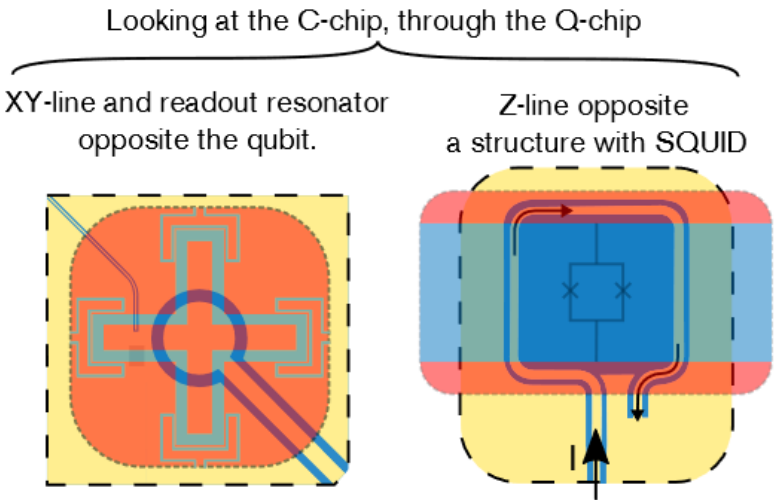 Looking at the C-chip, through the Q-chip
XY-line and readout resonator
opposite the qubit.
Z-line opposite
a structure with SQUID
I